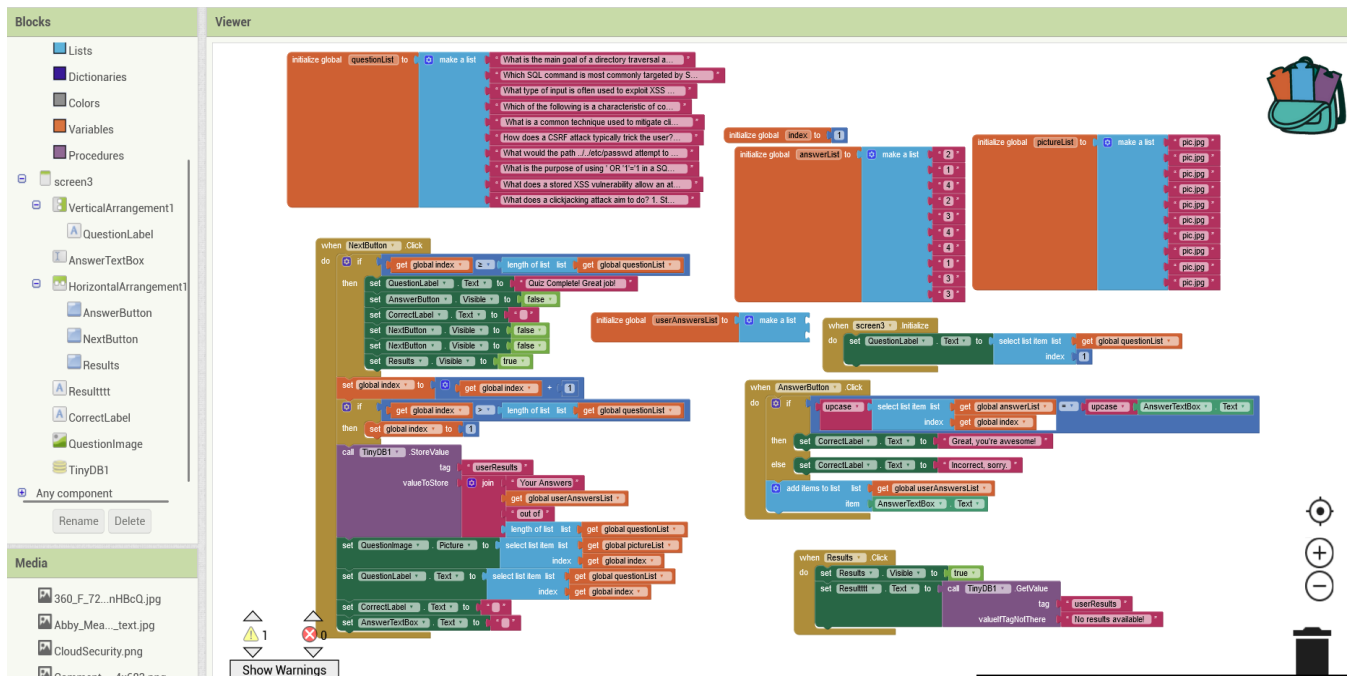 Blocks
Viewer
Lists
Dictionaries
Colors
Variables
Procedures
screen3
VerticalArrangement1
QuestionLabel
AnswerTextBox
HorizontalArrangement1
AnswerButton
NextButton
Results
Resultttt
CorrectLabel
QuestionImage
TinyDB1
Any component
Rename Delete
Media
360_F_72...nHBcQ.jpg
Abby_Mea..._text.jpg
CloudSecurity.png
initialize global questionList to make a list
" What is the main goal of a directory traversal a... "
" Which SQL command is most commonly targeted by S... "
" What type of input is often used to exploit XSS ... "
" Which of the following is a characteristic of co... "
" What is a common technique used to mitigate cli... "
" How does a CSRF attack typically trick the user?... "
" What would the path ../../etc/passwd attempt to ... "
" What is the purpose of using ' OR '1'='1 in a SQ... "
" What does a stored XSS vulnerability allow an at... "
" What does a clickjacking attack aim to do? 1. St... "
initialize global index to 1
initialize global answerList to make a list
" 2 "
" 1 "
" 4 "
" 2 "
" 3 "
" 4 "
" 4 "
" 1 "
" 3 "
" 3 "
initialize global pictureList to make a list
" pic.jpg "
" pic.jpg "
" pic.jpg "
" pic.jpg "
" pic.jpg "
" pic.jpg "
" pic.jpg "
" pic.jpg "
" pic.jpg "
" pic.jpg "
when NextButton .Click
do if get global index ≥ length of list list get global questionList
then set QuestionLabel . Text to " Quiz Complete! Great job! "
set AnswerButton . Visible to false
set CorrectLabel . Text to " "
set NextButton . Visible to false
set NextButton . Visible to false
set Results . Visible to true
set global index to get global index + 1
if get global index > length of list list get global questionList
then set global index to 1
call TinyDB1 .StoreValue
tag " userResults "
valueToStore join " Your Answers "
get global userAnswersList
" out of "
length of list list get global questionList
set QuestionImage . Picture to select list item list get global pictureList
index get global index
set QuestionLabel . Text to select list item list get global questionList
index get global index
set CorrectLabel . Text to " "
set AnswerTextBox . Text to " "
initialize global userAnswersList to make a list
when screen3 .Initialize
do set QuestionLabel . Text to select list item list get global questionList
index 1
when AnswerButton .Click
do if upcase select list item list get global answerList = upcase AnswerTextBox . Text
index get global index
then set CorrectLabel . Text to " Great, you're awesome! "
else set CorrectLabel . Text to " Incorrect, sorry. "
add items to list list get global userAnswersList
item AnswerTextBox . Text
when Results .Click
do set Results . Visible to true
set Resultttt . Text to call TinyDB1 .GetValue
tag " userResults "
valueIfTagNotThere " No results available! "
1 0
Show Warnings